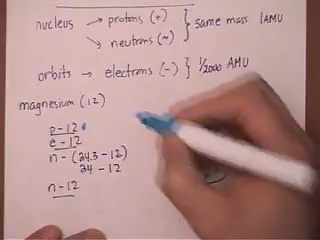 nucleus → protons (+) } same mass 1AMU
↘ neutrons (~)
orbits → electrons (-) } 1/2000 AMU
magnesium (12)
p-12
e-12
n-(24.3-12)
24-12
n-12